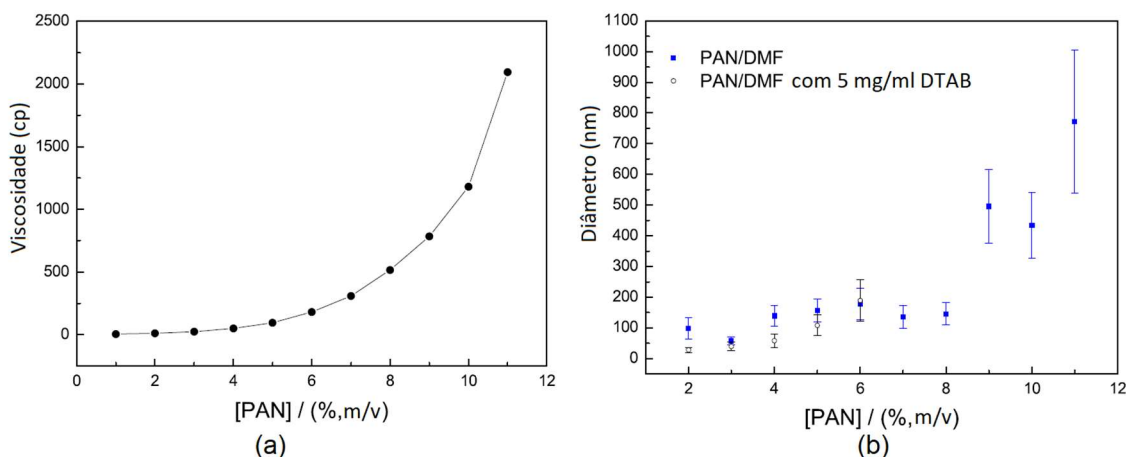 2500
2000
1500
1000
500
0
Viscosidade (cp)
0 2 4 6 8 10 12
[PAN] / (%,m/v)
(a)
1100
1000
900
800
700
600
500
400
300
200
100
0
Diâmetro (nm)
PAN/DMF
PAN/DMF com 5 mg/ml DTAB
2 4 6 8 10 12
[PAN] / (%,m/v)
(b)